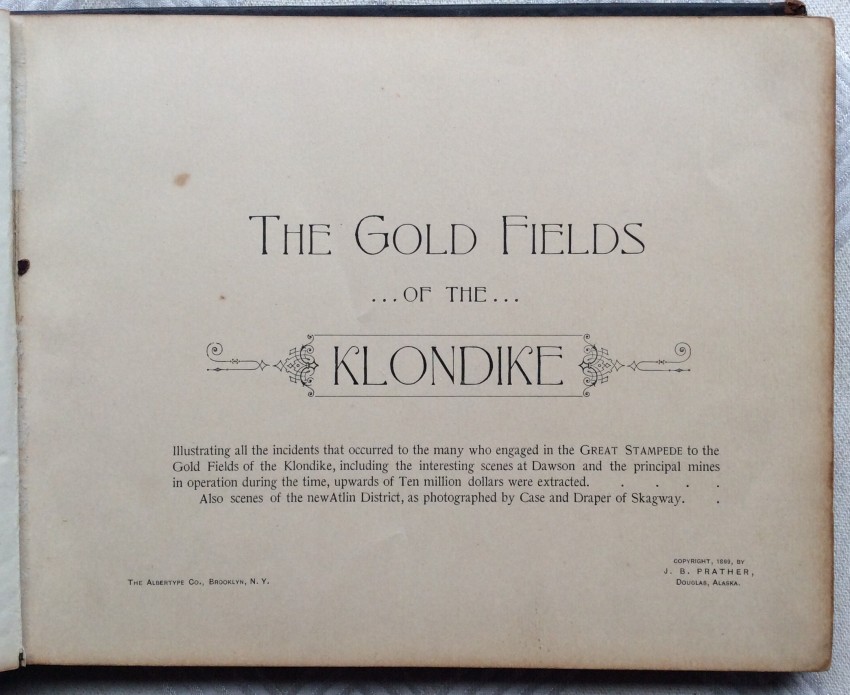 The Gold Fields
...OF THE...
KLONDIKE
Illustrating all the incidents that occurred to the many who engaged in the GREAT STAMPEDE to the
Gold Fields of the Klondike, including the interesting scenes at Dawson and the principal mines
in operation during the time, upwards of Ten million dollars were extracted. . . . .
Also scenes of the newAtlin District, as photographed by Case and Draper of Skagway. .
THE ALBERTYPE CO., BROOKLYN, N. Y.
COPYRIGHT, 1899, BY
J. B. PRATHER,
DOUGLAS, ALASKA.